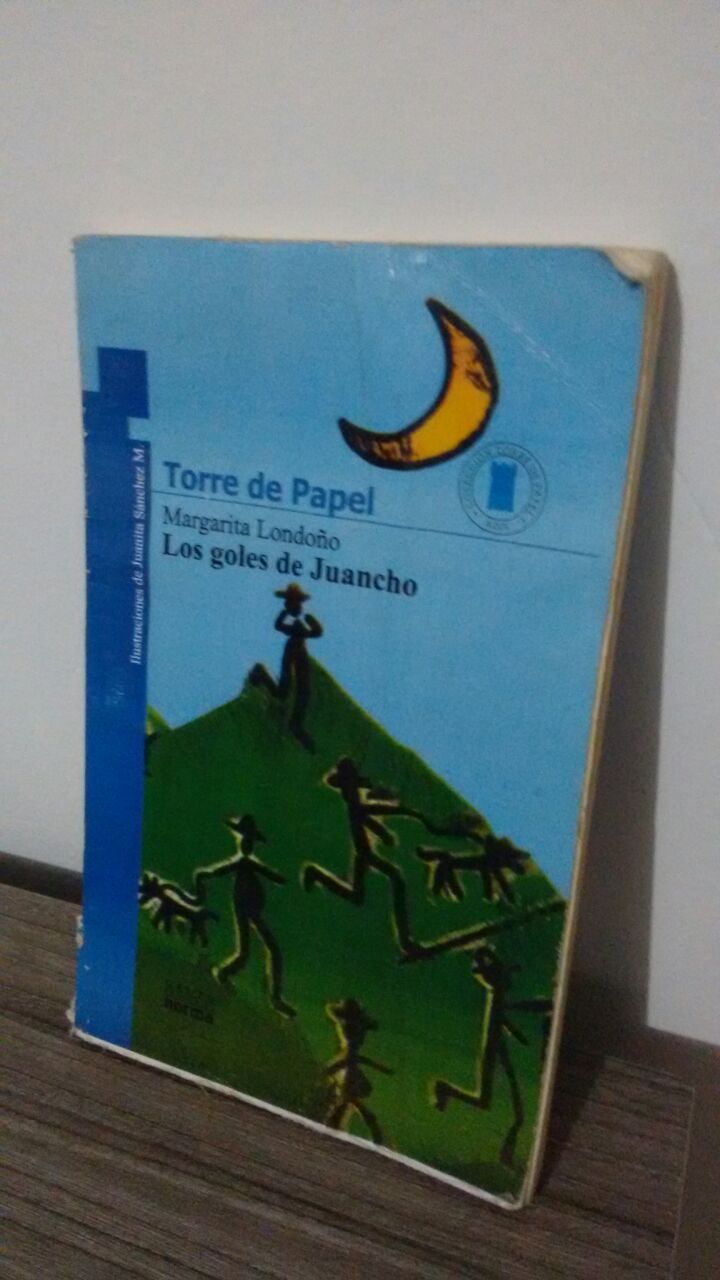 Torre de Papel
Margarita Londoño
Los goles de Juancho
Ilustraciones de Juanita Sánchez M.
norma